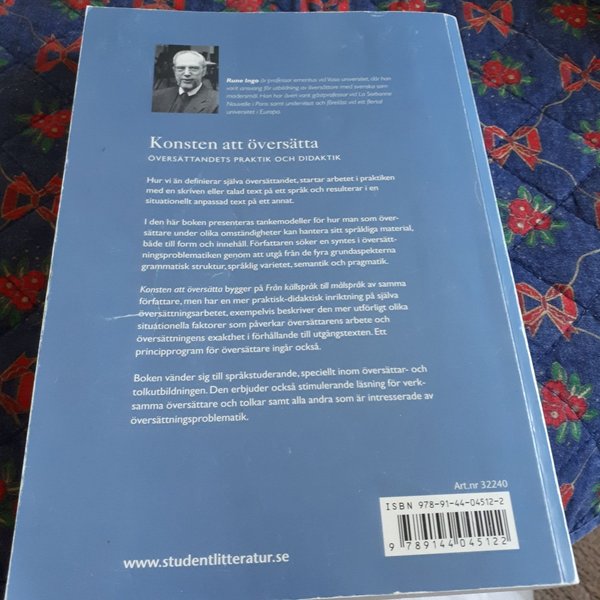 Rune Ingo är professor emeritus vid Vasa universitet, där han
varit ansvarig för utbildning av översättare med svenska som
modersmål. Han har även varit gästprofessor vid La Sorbonne
Nouvelle i Paris samt undervisat och föreläst vid ett flertal
universitet i Europa.
Konsten att översätta
ÖVERSÄTTANDETS PRAKTIK OCH DIDAKTIK
Hur vi än definierar själva översättandet, startar arbetet i praktiken
med en skriven eller talad text på ett språk och resulterar i en
situationellt anpassad text på ett annat.
I den här boken presenteras tankemodeller för hur man som över-
sättare under olika omständigheter kan hantera sitt språkliga material,
både till form och innehåll. Författaren söker en syntes i översätt-
ningsproblematiken genom att utgå från de fyra grundaspekterna
grammatisk struktur, språklig varietet, semantik och pragmatik.
Konsten att översätta bygger på Från källspråk till målspråk av samma
författare, men har en mer praktisk-didaktisk inriktning på själva
översättningsarbetet, exempelvis beskriver den mer utförligt olika
situationella faktorer som påverkar översättarens arbete och
översättningens exakthet i förhållande till utgångstexten. Ett
principprogram för översättare ingår också.
Boken vänder sig till språkstuderande, speciellt inom översättar- och
tolkutbildningen. Den erbjuder också stimulerande läsning för verk-
samma översättare och tolkar samt alla andra som är intresserade av
översättningsproblematik.
Art.nr 32240
ISBN 978-91-44-04512-2
9 789144 045122
www.studentlitteratur.se